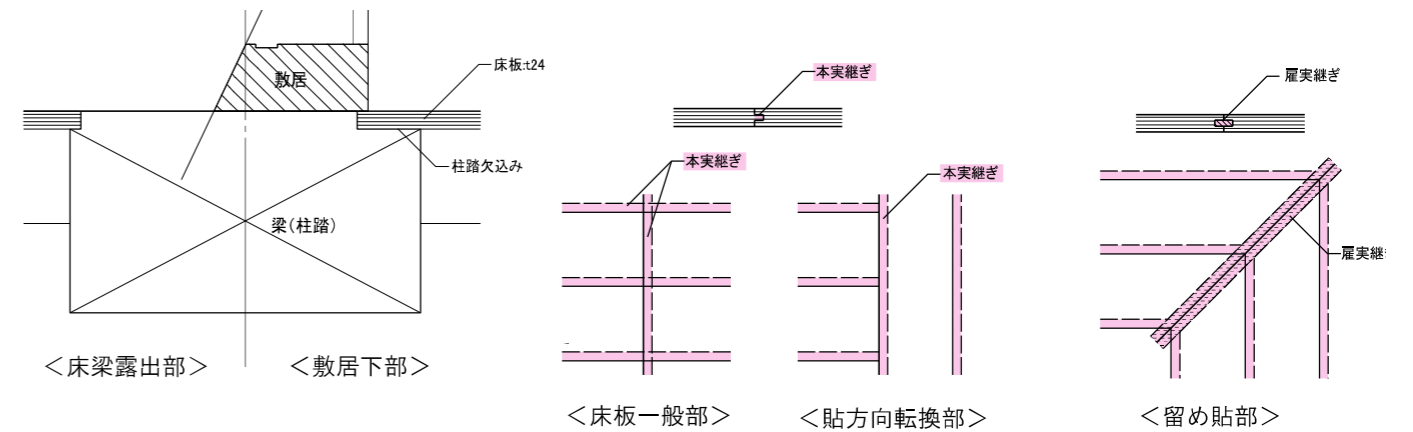 敷居
床板:t24
柱踏欠込み
梁(柱踏)
<床梁露出部>
<敷居下部>
本実継ぎ
本実継ぎ
<床板一般部>
本実継ぎ
<貼方向転換部>
雇実継ぎ
雇実継
<留め貼部>